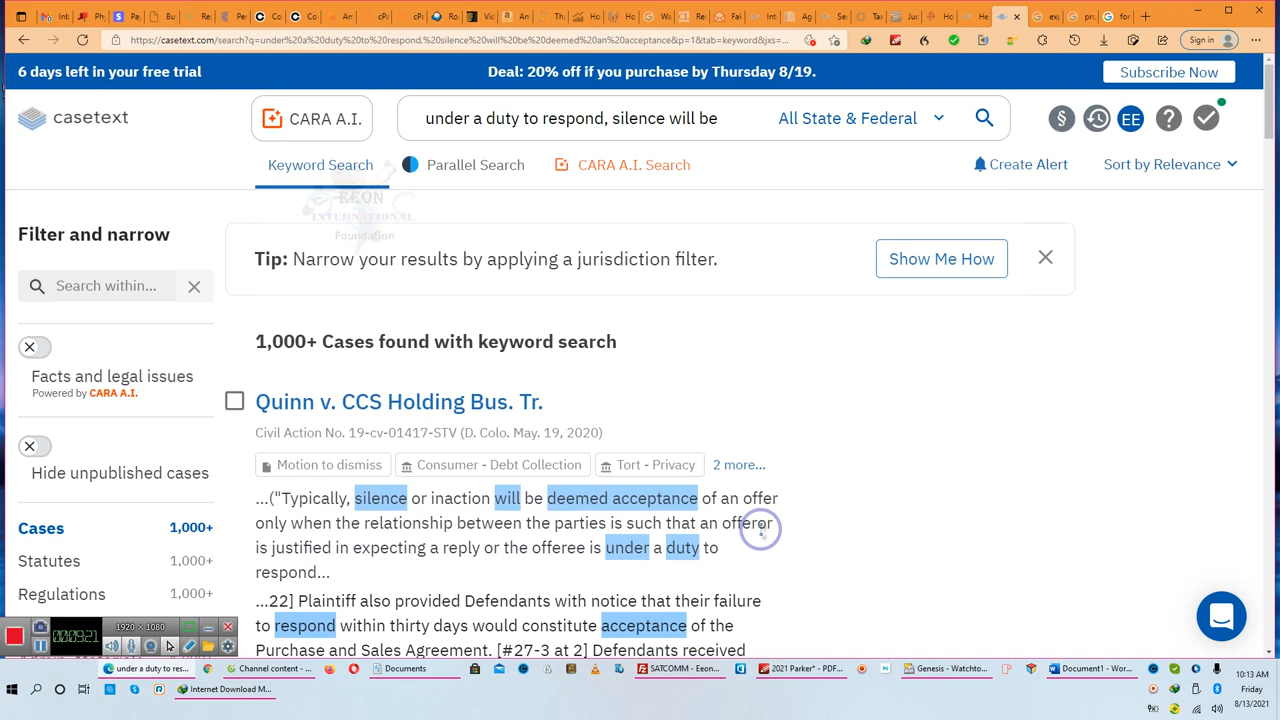 Sign in
https://casetext.com/search?q=under%20a%20duty%20to%20respond,%20silence%20will%20be%20deemed%20an%20acceptance&p=1&tab=keyword&jxs=...
6 days left in your free trial
Deal: 20% off if you purchase by Thursday 8/19.
Subscribe Now
casetext
CARA A.I.
under a duty to respond, silence will be
All State & Federal
§
EE
?
Keyword Search
Parallel Search
CARA A.I. Search
Create Alert
Sort by Relevance
EEON
INTERNATIONAL
Foundation
Filter and narrow
Search within...
Tip: Narrow your results by applying a jurisdiction filter.
Show Me How
1,000+ Cases found with keyword search
Facts and legal issues
Powered by CARA A.I.
Hide unpublished cases
Cases 1,000+
Statutes 1,000+
Regulations 1,000+
Quinn v. CCS Holding Bus. Tr.
Civil Action No. 19-cv-01417-STV (D. Colo. May. 19, 2020)
Motion to dismiss
Consumer - Debt Collection
Tort - Privacy
2 more...
...("Typically, silence or inaction will be deemed acceptance of an offer
only when the relationship between the parties is such that an offeror
is justified in expecting a reply or the offeree is under a duty to
respond...
...22] Plaintiff also provided Defendants with notice that their failure
to respond within thirty days would constitute acceptance of the
Purchase and Sales Agreement. [#27-3 at 2] Defendants received
1920 × 1080
under a duty to res...
Channel content - ...
Documents
SATCOMM - Eeon...
2021 Parker* - PDF...
Genesis - Watchto...
Document1 - Wor...
Internet Download M...
10:13 AM
Friday
8/13/2021